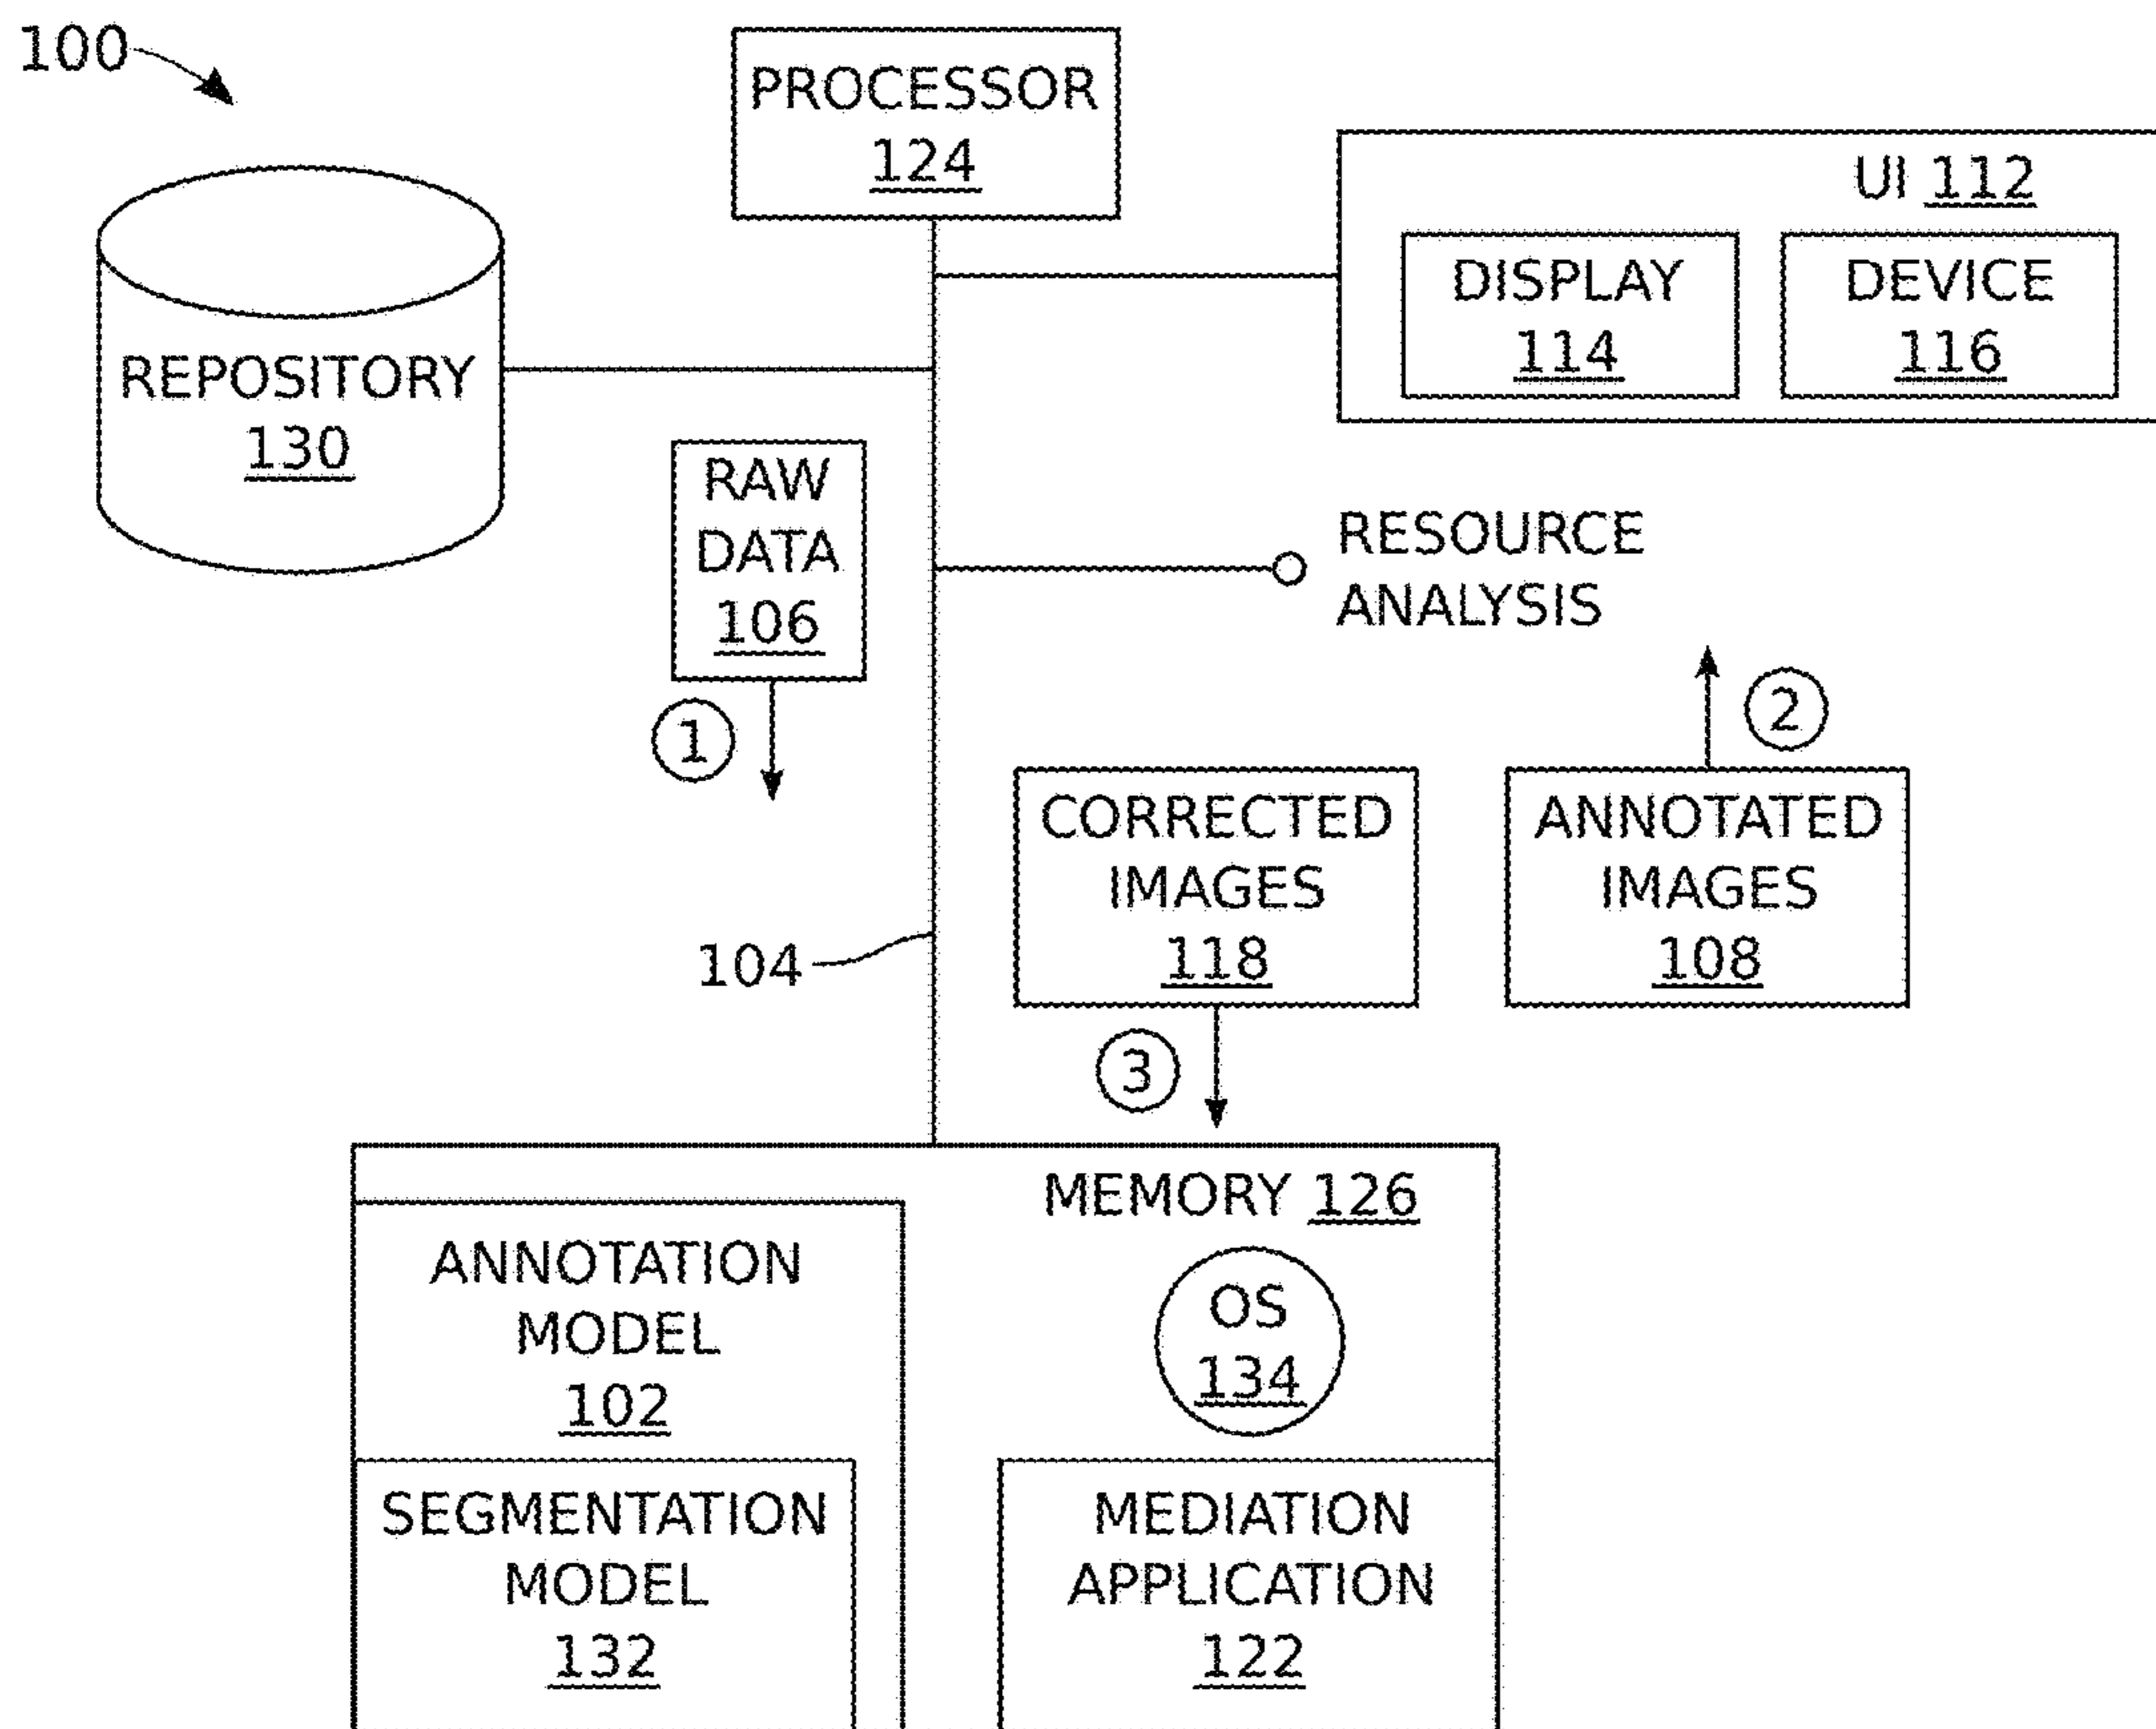 100
PROCESSOR
124
UI 112
DISPLAY
114
DEVICE
116
REPOSITORY
130
RAW
DATA
106
RESOURCE
ANALYSIS
1
2
CORRECTED
IMAGES
118
ANNOTATED
IMAGES
108
104
3
MEMORY 126
ANNOTATION
MODEL
102
OS
134
SEGMENTATION
MODEL
132
MEDIATION
APPLICATION
122